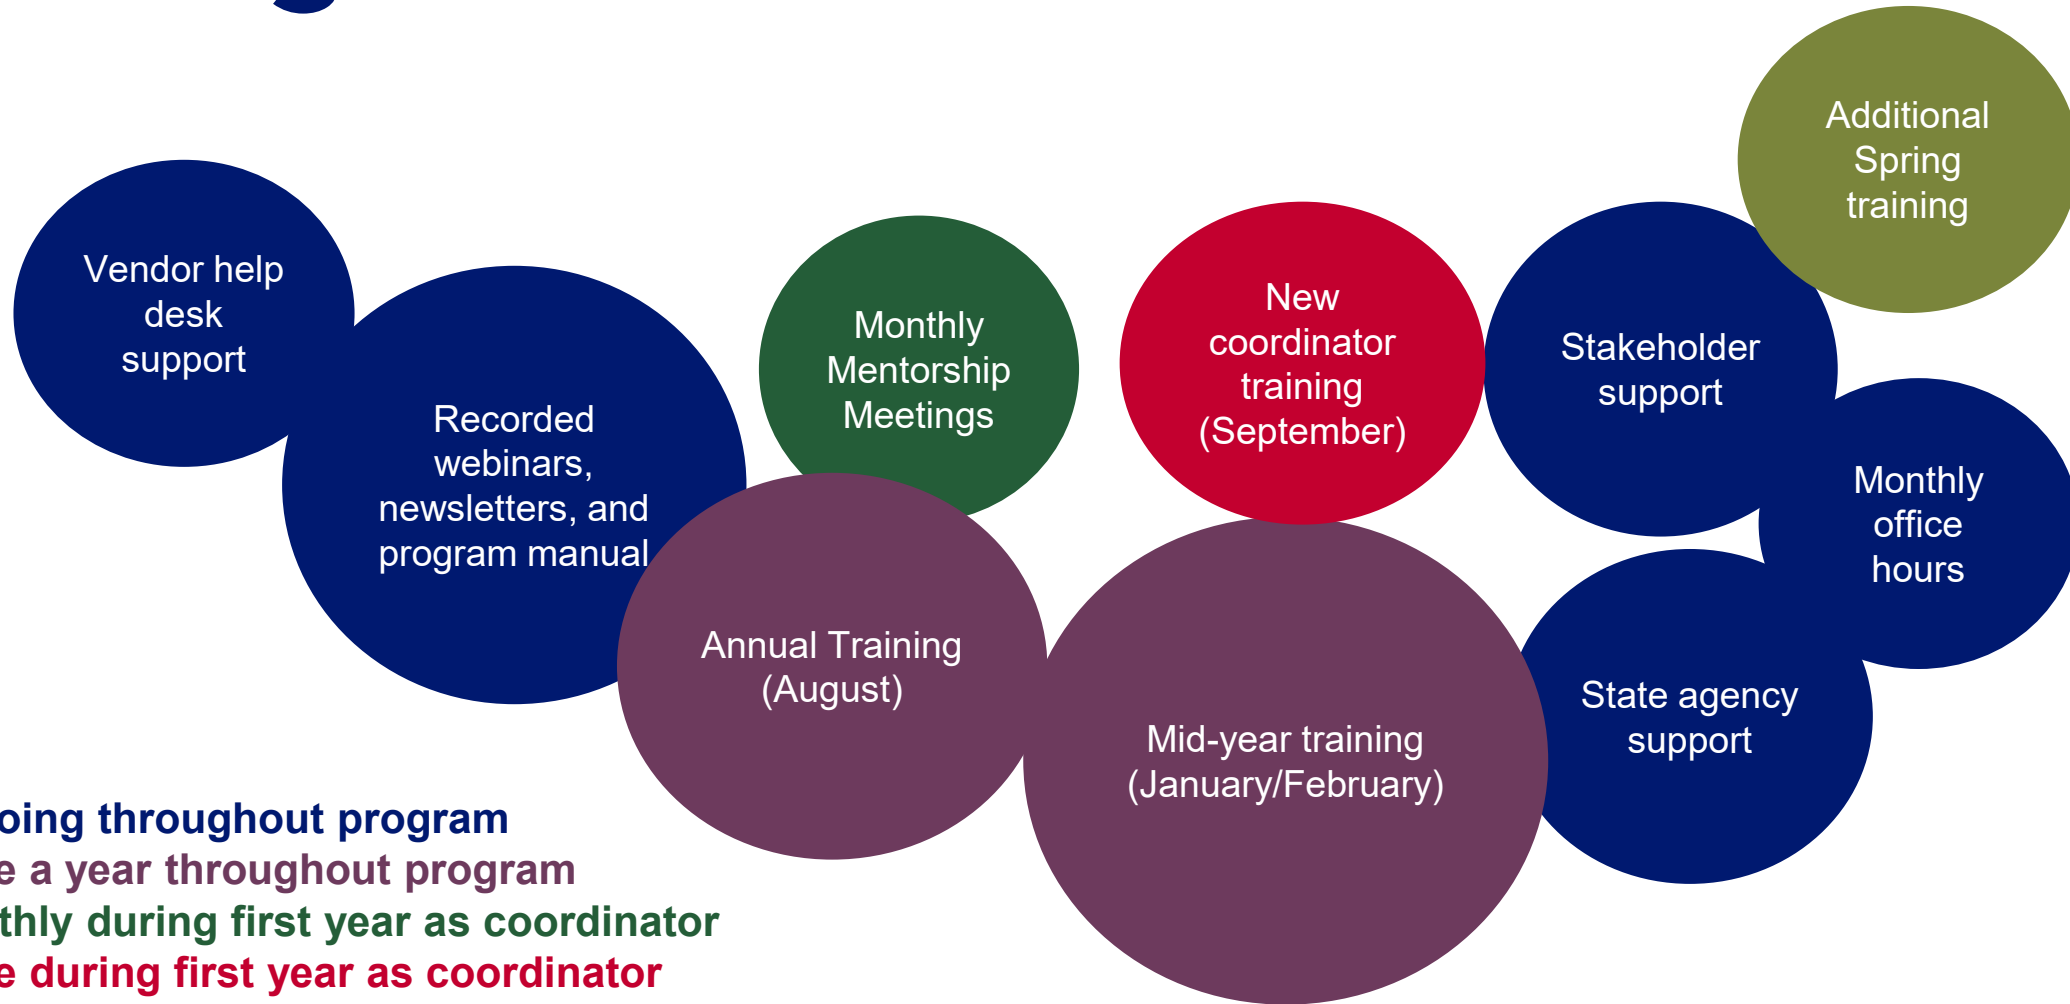 Additional
Spring
training
Vendor help
desk
support
Recorded
webinars,
newsletters, and
program manual
Monthly
Mentorship
Meetings
New
coordinator
training
(September)
Stakeholder
support
Monthly
office
hours
Annual Training
(August)
Mid-year training
(January/February)
State agency
support
oing throughout program
e a year throughout program
thly during first year as coordinator
e during first year as coordinator